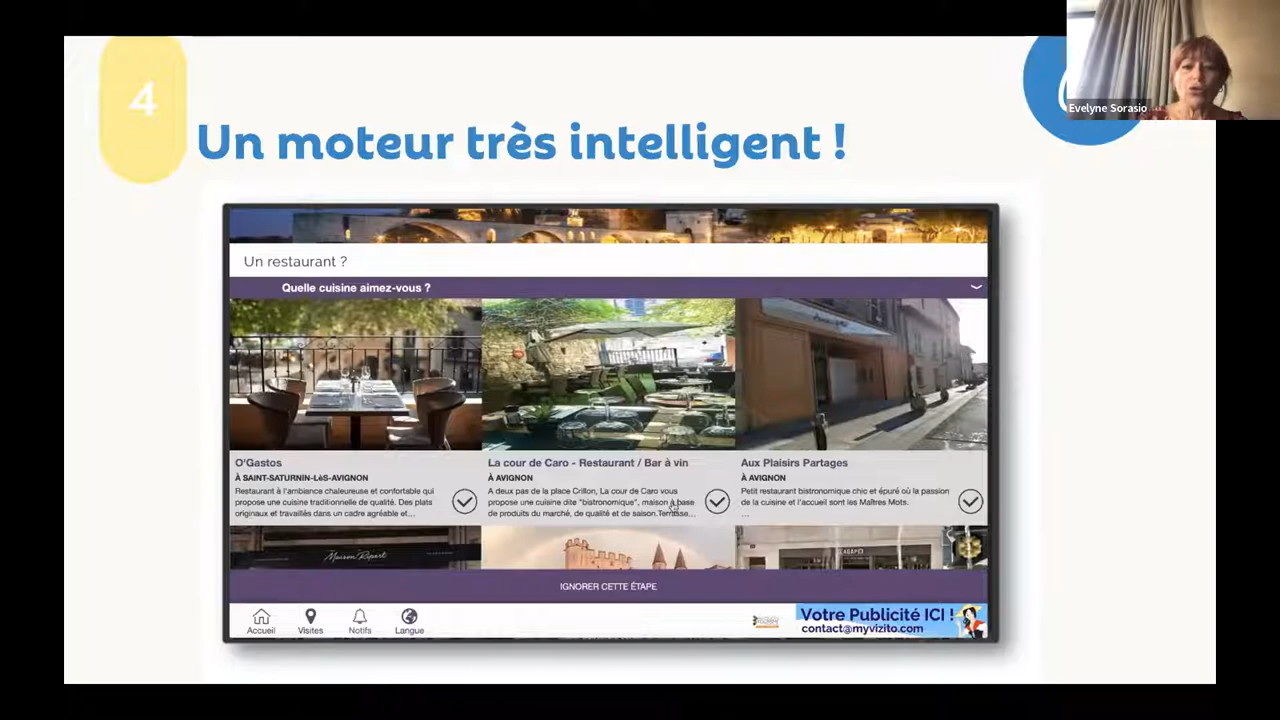 4
Un moteur très intelligent !
Evelyne Sorasio
Un restaurant ?
Quelle cuisine aimez-vous ?
O'Gastos
À SAINT-SATURNIN-LèS-AVIGNON
Restaurant à l'ambiance chaleureuse et confortable qui
propose une cuisine traditionnelle de qualité. Des plats
originaux et travaillés dans un cadre agréable et...
La cour de Caro - Restaurant / Bar à vin
À AVIGNON
A deux pas de la place Crillon, La cour de Caro vous
propose une cuisine dite "bistronomique", maison à base
de produits du marché, de qualité et de saison.Terrasse...
Aux Plaisirs Partages
À AVIGNON
Petit restaurant bistronomique chic et épuré où la passion
de la cuisine et l'accueil sont les Maîtres Mots.
...
Maison Ripert
IGNORER CETTE ÉTAPE
Accueil
Visites
Notifs
Langue
Votre Publicité ICI !
contact@myvizito.com